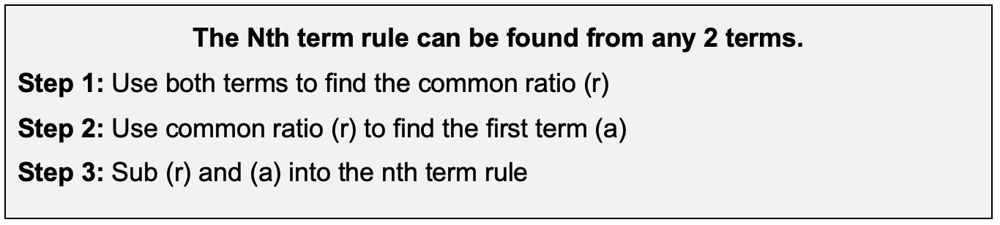 The Nth term rule can be found from any 2 terms.
Step 1: Use both terms to find the common ratio (r)
Step 2: Use common ratio (r) to find the first term (a)
Step 3: Sub (r) and (a) into the nth term rule